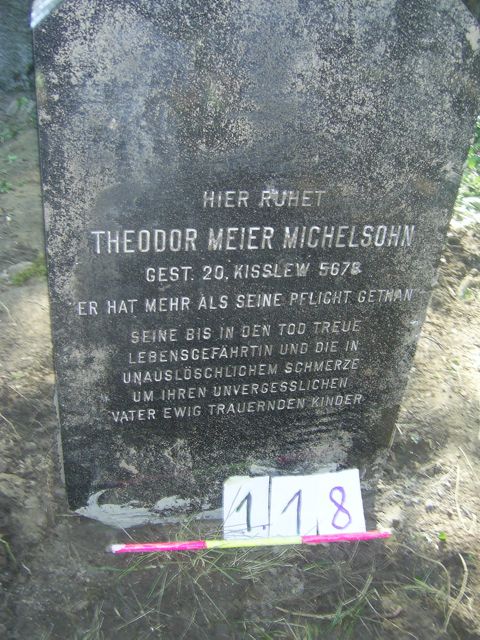 HIER RUHET
THEODOR MEIER MICHELSOHN
GEST. 20. KISSLEW 5678
ER HAT MEHR ALS SEINE PFLICHT GETHAN
SEINE BIS IN DEN TOD TREUE
LEBENSGEFÄHRTIN UND DIE IN
UNAUSLÖSCHLICHEM SCHMERZE
UM IHREN UNVERGESSLICHEN
VATER EWIG TRAUERNDEN KINDER
118